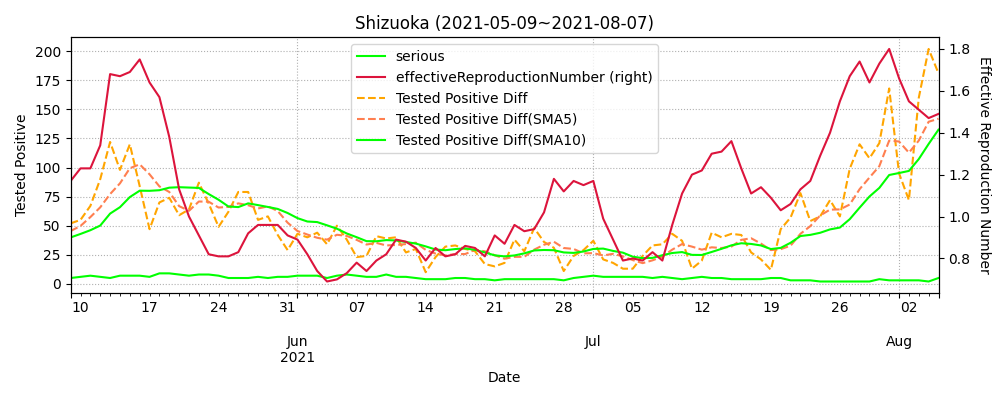 Shizuoka (2021-05-09~2021-08-07)
serious
effectiveReproductionNumber (right)
Tested Positive Diff
Tested Positive Diff(SMA5)
Tested Positive Diff(SMA10)
Tested Positive
200
175
150
125
100
75
50
25
0
Effective Reproduction Number
1.8
1.6
1.4
1.2
1.0
0.8
10 17 24 31 07 14 21 28 05 12 19 26 02
Jun Jul Aug
2021
Date